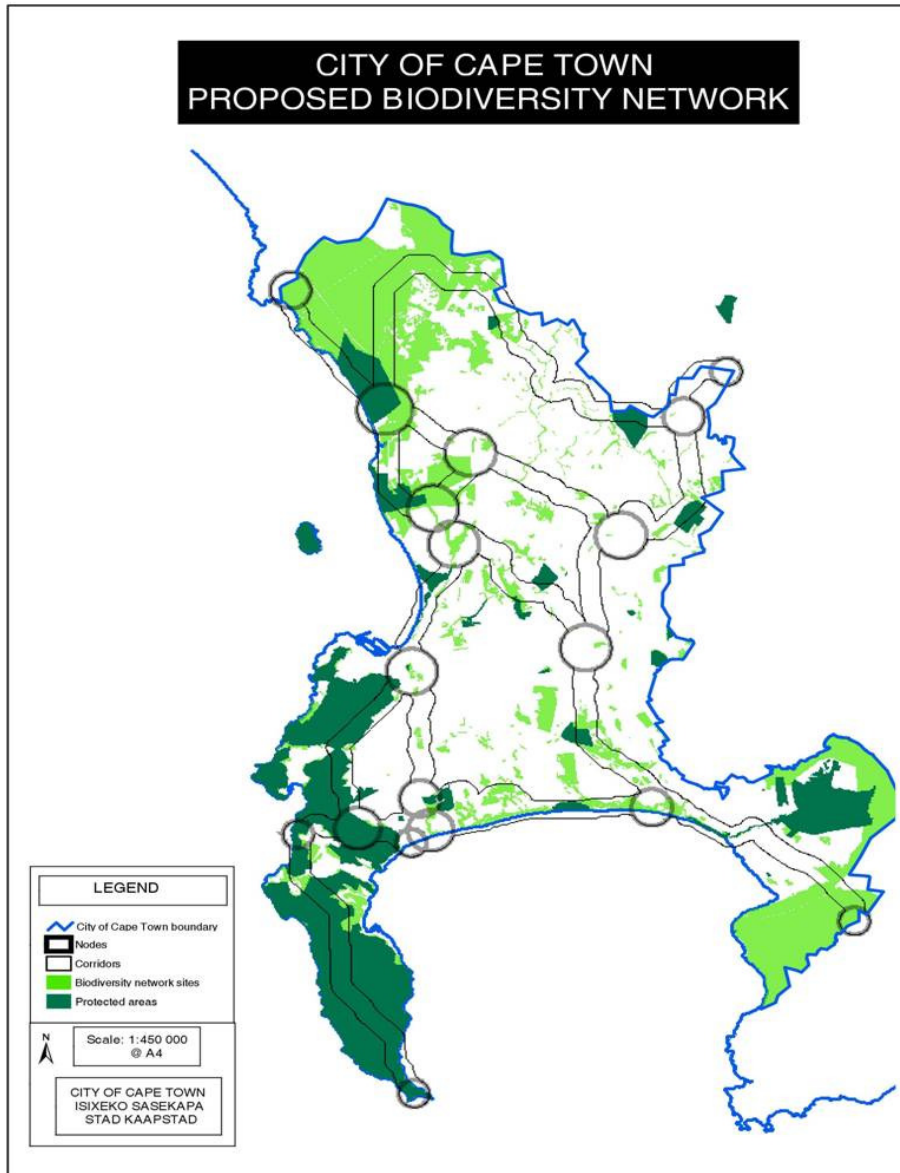 CITY OF CAPE TOWN
PROPOSED BIODIVERSITY NETWORK
LEGEND
City of Cape Town boundary
Nodes
Corridors
Biodiversity network sites
Protected areas
N
Scale: 1:450 000
@ A4
CITY OF CAPE TOWN
ISIXEKO SASEKAPA
STAD KAAPSTAD